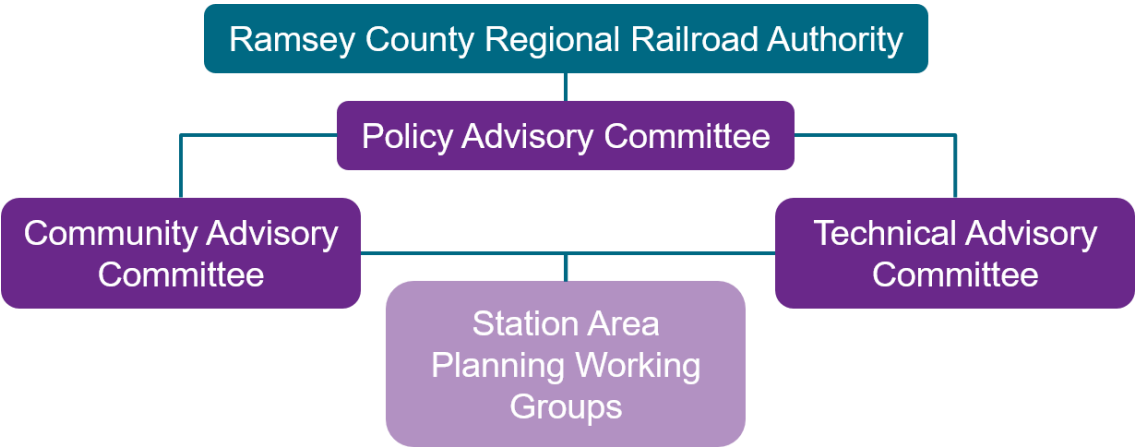 Ramsey County Regional Railroad Authority
Policy Advisory Committee
Community Advisory
Committee
Technical Advisory
Committee
Station Area
Planning Working
Groups